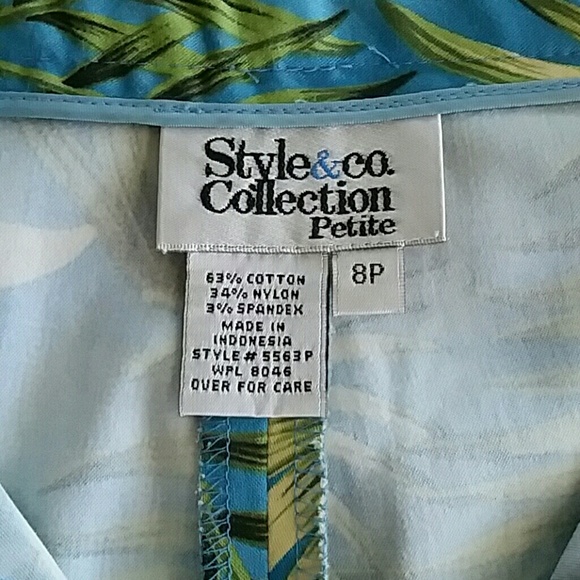 Style&co.
Collection
Petite
8P
63% COTTON
34% NYLON
3% SPANDEX
MADE IN
INDONESIA
STYLE# 5563P
WPL 8046
OVER FOR CARE